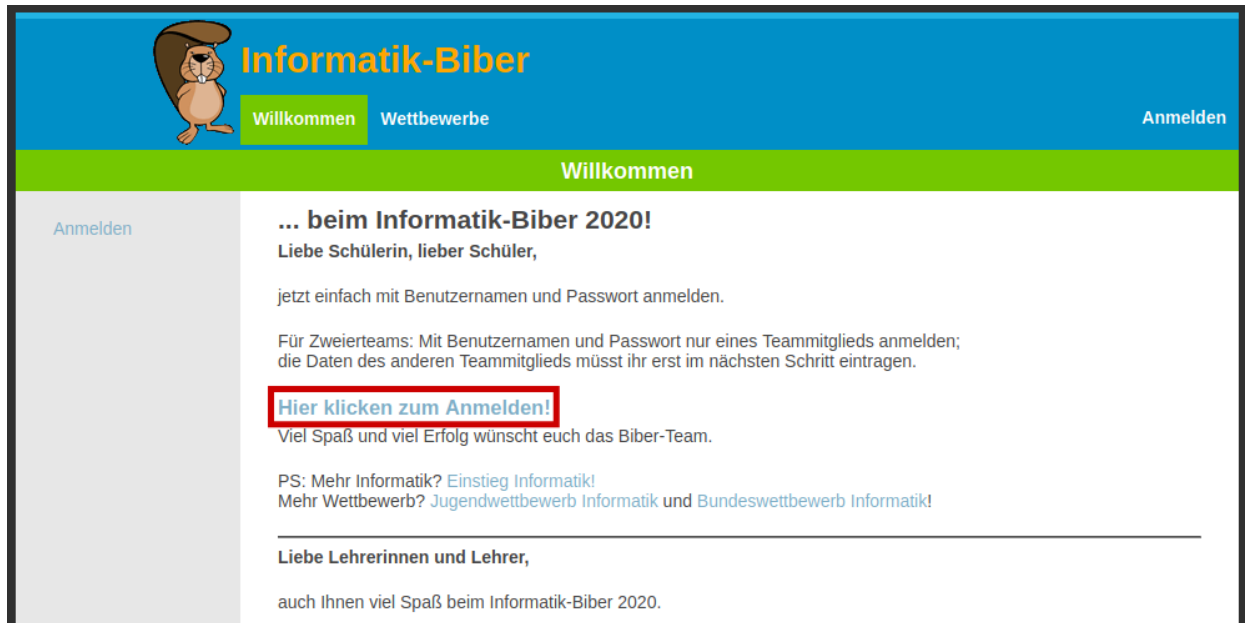 Informatik-Biber
Willkommen Wettbewerbe Anmelden
Willkommen
Anmelden
... beim Informatik-Biber 2020!
Liebe Schülerin, lieber Schüler,
jetzt einfach mit Benutzernamen und Passwort anmelden.
Für Zweierteams: Mit Benutzernamen und Passwort nur eines Teammitglieds anmelden;
die Daten des anderen Teammitglieds müsst ihr erst im nächsten Schritt eintragen.
Hier klicken zum Anmelden!
Viel Spaß und viel Erfolg wünscht euch das Biber-Team.
PS: Mehr Informatik? Einstieg Informatik!
Mehr Wettbewerb? Jugendwettbewerb Informatik und Bundeswettbewerb Informatik!
Liebe Lehrerinnen und Lehrer,
auch Ihnen viel Spaß beim Informatik-Biber 2020.